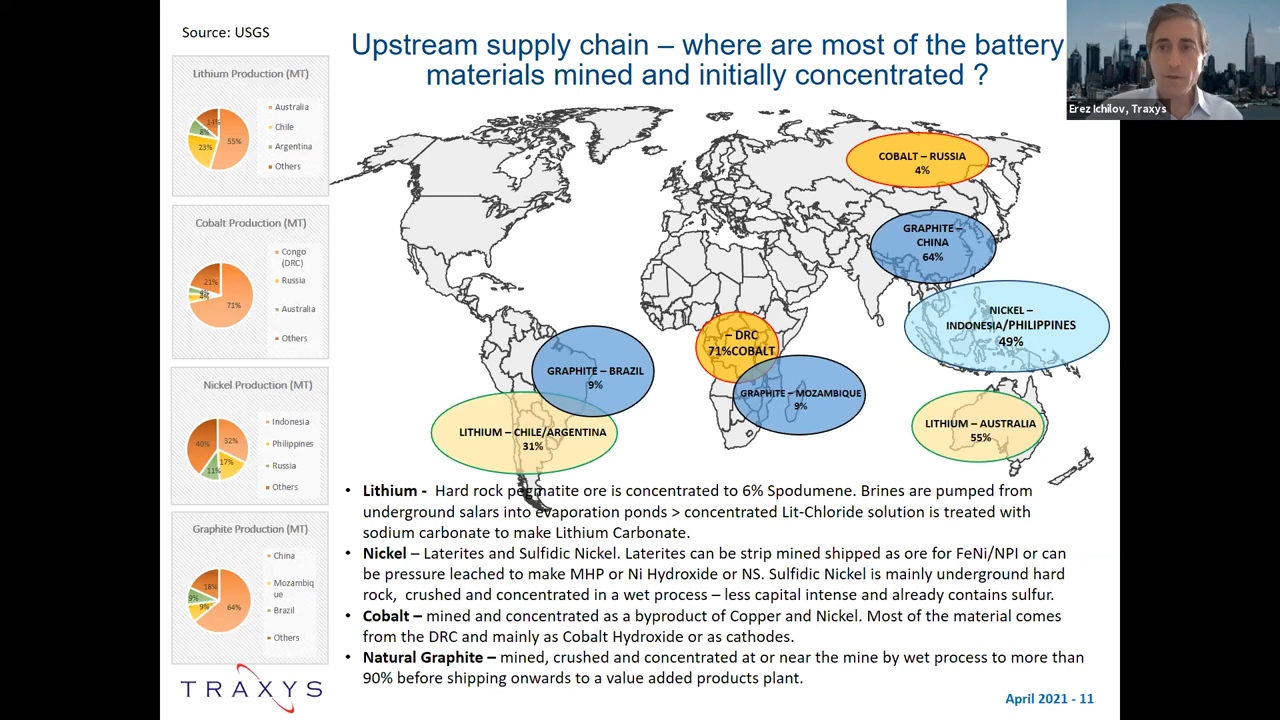 Source: USGS
Upstream supply chain – where are most of the battery
materials mined and initially concentrated ?
Erez Ichilov, Traxys
Lithium Production (MT)
14%
8%
23%
55%
Australia
Chile
Argentina
Others
Cobalt Production (MT)
21%
4%
71%
Congo
(DRC)
Russia
Australia
Others
Nickel Production (MT)
40%
32%
17%
11%
Indonesia
Philippines
Russia
Others
Graphite Production (MT)
18%
9%
9%
64%
China
Mozambiq
ue
Brazil
Others
TRAXYS
COBALT – RUSSIA
4%
GRAPHITE –
CHINA
64%
NICKEL –
INDONESIA/PHILIPPINES
49%
– DRC
71%COBALT
GRAPHITE – BRAZIL
9%
GRAPHITE – MOZAMBIQUE
9%
LITHIUM – CHILE/ARGENTINA
31%
LITHIUM – AUSTRALIA
55%
• Lithium - Hard rock pegmatite ore is concentrated to 6% Spodumene. Brines are pumped from
underground salars into evaporation ponds > concentrated Lit-Chloride solution is treated with
sodium carbonate to make Lithium Carbonate.
• Nickel – Laterites and Sulfidic Nickel. Laterites can be strip mined shipped as ore for FeNi/NPI or can
be pressure leached to make MHP or Ni Hydroxide or NS. Sulfidic Nickel is mainly underground hard
rock, crushed and concentrated in a wet process – less capital intense and already contains sulfur.
• Cobalt – mined and concentrated as a byproduct of Copper and Nickel. Most of the material comes
from the DRC and mainly as Cobalt Hydroxide or as cathodes.
• Natural Graphite – mined, crushed and concentrated at or near the mine by wet process to more than
90% before shipping onwards to a value added products plant.
April 2021 - 11